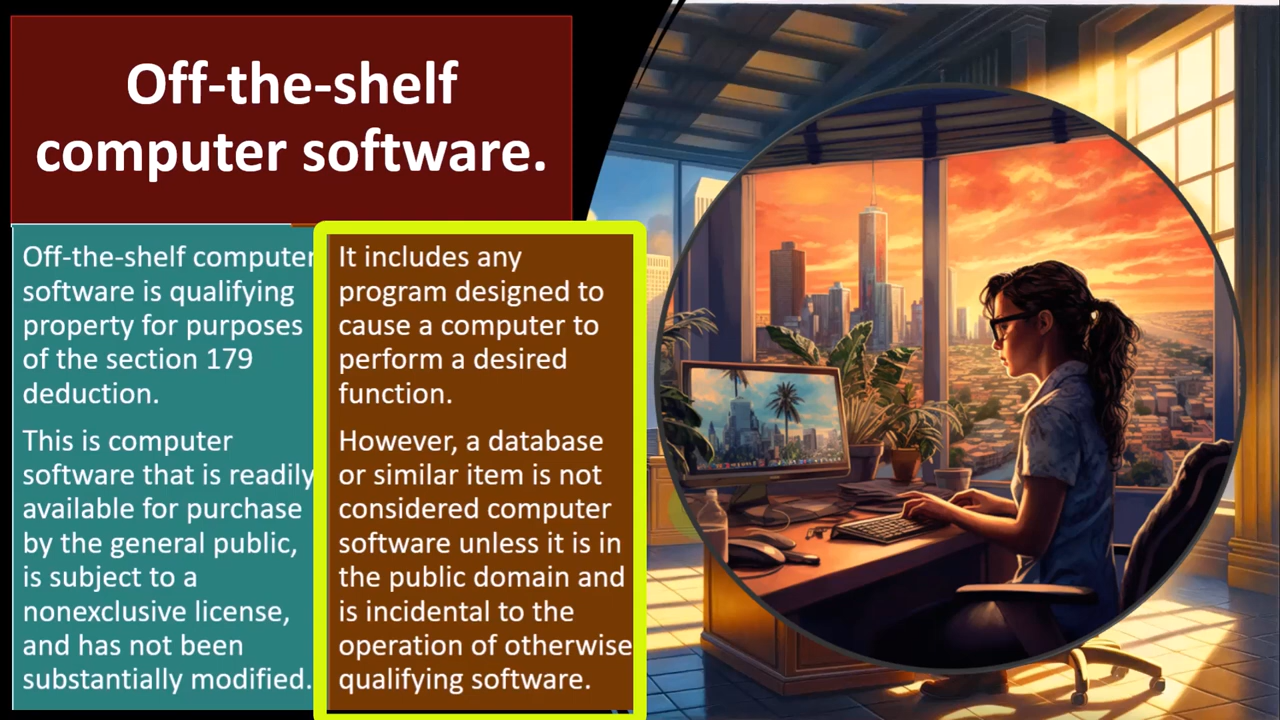 Off-the-shelf
computer software.
Off-the-shelf computer
software is qualifying
property for purposes
of the section 179
deduction.
This is computer
software that is readily
available for purchase
by the general public,
is subject to a
nonexclusive license,
and has not been
substantially modified.
It includes any
program designed to
cause a computer to
perform a desired
function.
However, a database
or similar item is not
considered computer
software unless it is in
the public domain and
is incidental to the
operation of otherwise
qualifying software.